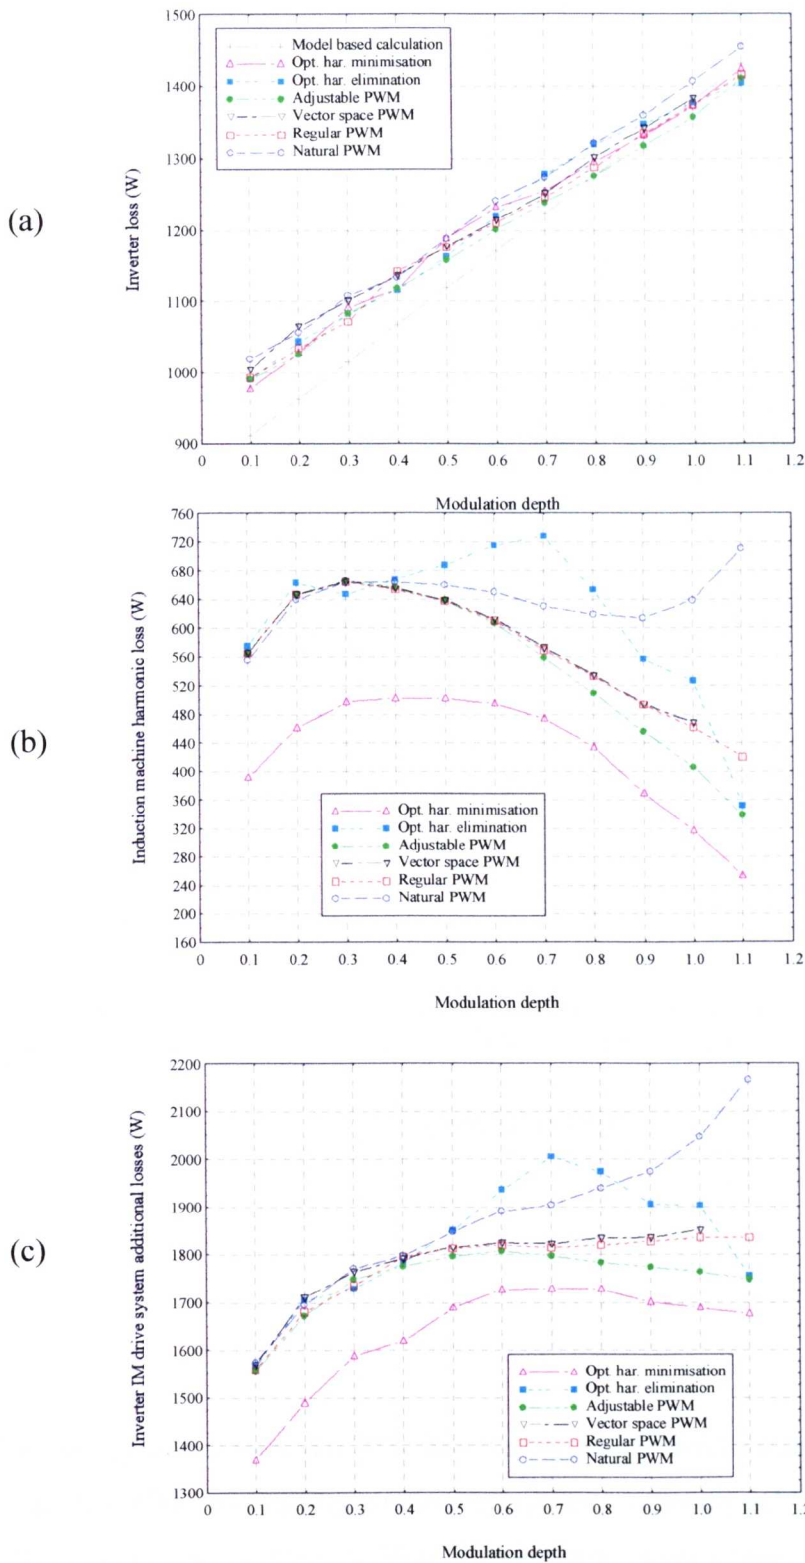 (a)
Inverter loss (W)
1500
1400
1300
1200
1100
1000
900
Model based calculation
Opt. har. minimisation
Opt. har. elimination
Adjustable PWM
Vector space PWM
Regular PWM
Natural PWM
0 0.1 0.2 0.3 0.4 0.5 0.6 0.7 0.8 0.9 1.0 1.1 1.2
Modulation depth
(b)
Induction machine harmonic loss (W)
760
720
680
640
600
560
520
480
440
400
360
320
280
240
200
160
Opt. har. minimisation
Opt. har. elimination
Adjustable PWM
Vector space PWM
Regular PWM
Natural PWM
0 0.1 0.2 0.3 0.4 0.5 0.6 0.7 0.8 0.9 1.0 1.1 1.2
Modulation depth
(c)
Inverter IM drive system additional losses (W)
2200
2100
2000
1900
1800
1700
1600
1500
1400
1300
Opt. har. minimisation
Opt. har. elimination
Adjustable PWM
Vector space PWM
Regular PWM
Natural PWM
0 0.1 0.2 0.3 0.4 0.5 0.6 0.7 0.8 0.9 1.0 1.1
Modulation depth